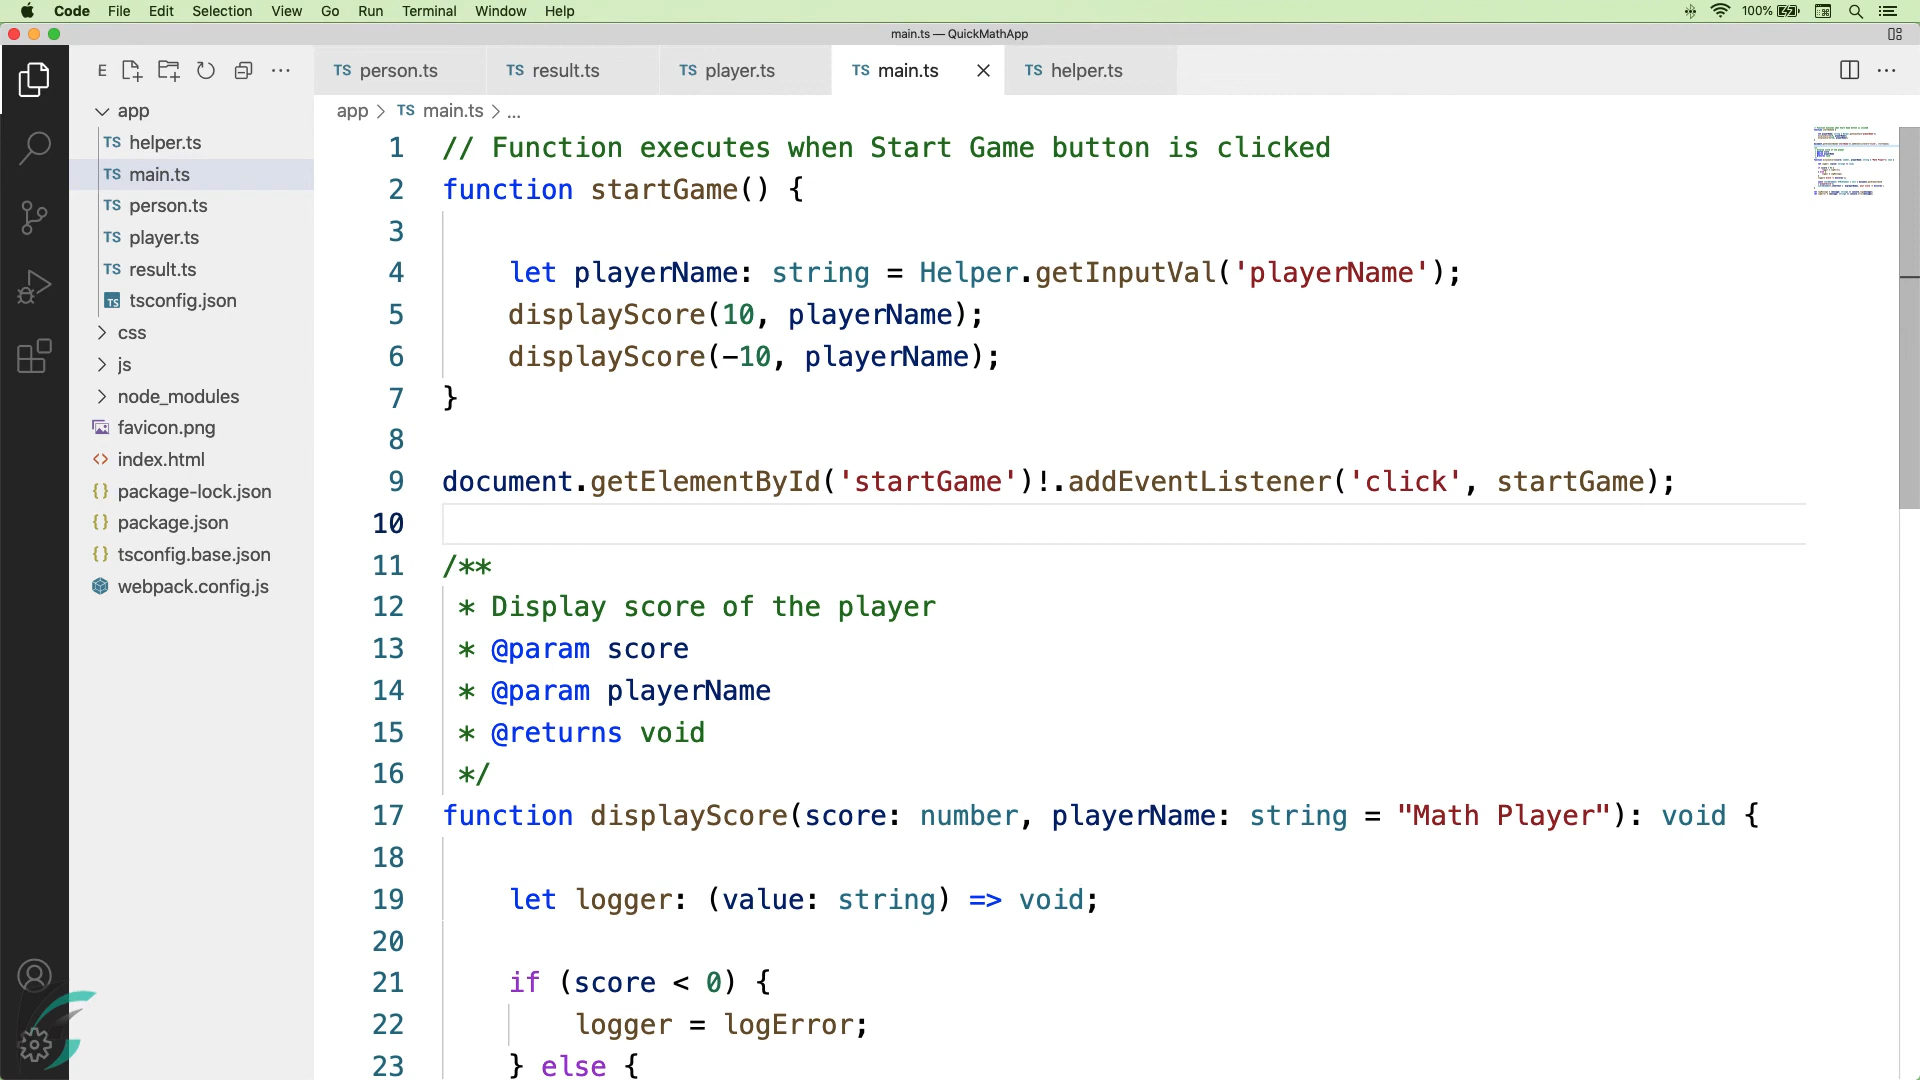 Code File Edit Selection View Go Run Terminal Window Help 100%
main.ts — QuickMathApp
E
TS person.ts TS result.ts TS player.ts TS main.ts TS helper.ts
app > TS main.ts > ...
app
TS helper.ts
TS main.ts
TS person.ts
TS player.ts
TS result.ts
TS tsconfig.json
css
js
node_modules
favicon.png
index.html
{} package-lock.json
{} package.json
{} tsconfig.base.json
webpack.config.js
1 // Function executes when Start Game button is clicked
2 function startGame() {
3
4 let playerName: string = Helper.getInputVal('playerName');
5 displayScore(10, playerName);
6 displayScore(-10, playerName);
7 }
8
9 document.getElementById('startGame')!.addEventListener('click', startGame);
10
11 /**
12 * Display score of the player
13 * @param score
14 * @param playerName
15 * @returns void
16 */
17 function displayScore(score: number, playerName: string = "Math Player"): void {
18
19 let logger: (value: string) => void;
20
21 if (score < 0) {
22 logger = logError;
23 } else {